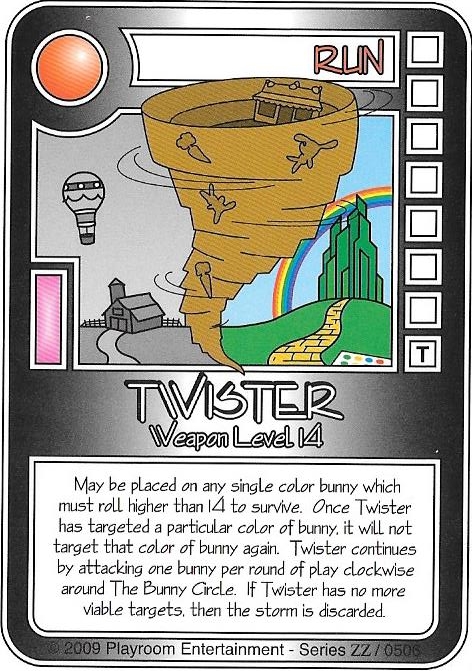 RUN
T
TWISTER
Weapon Level 14
May be placed on any single color bunny which
must roll higher than 14 to survive. Once Twister
has targeted a particular color of bunny, it will not
target that color of bunny again. Twister continues
by attacking one bunny per round of play clockwise
around The Bunny Circle. If Twister has no more
viable targets, then the storm is discarded.
© 2009 Playroom Entertainment - Series ZZ / 0506